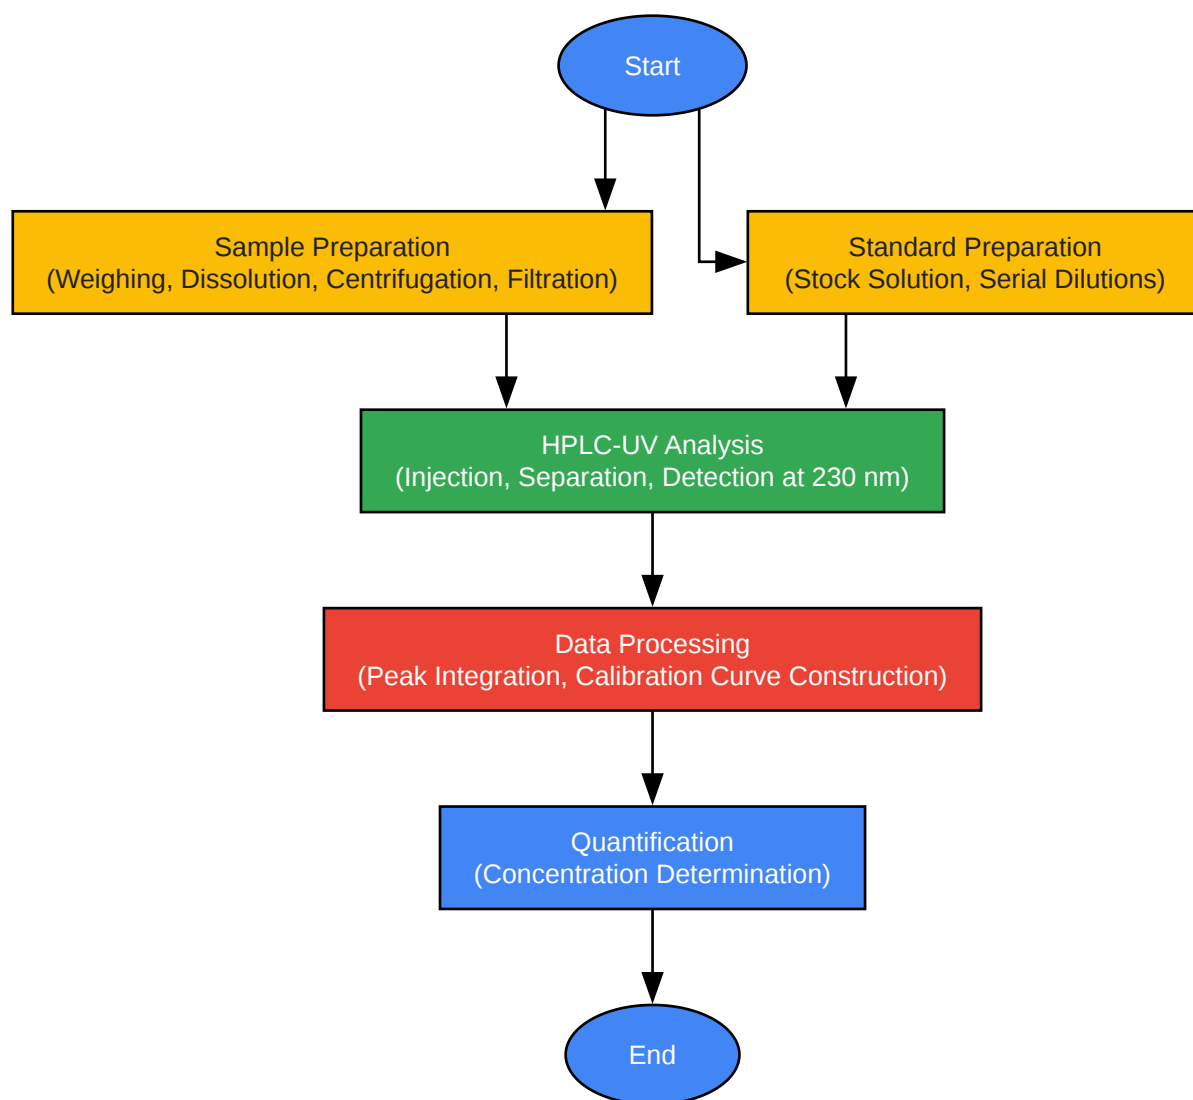 Start
Sample Preparation
(Weighing, Dissolution, Centrifugation, Filtration)
Standard Preparation
(Stock Solution, Serial Dilutions)
HPLC-UV Analysis
(Injection, Separation, Detection at 230 nm)
Data Processing
(Peak Integration, Calibration Curve Construction)
Quantification
(Concentration Determination)
End